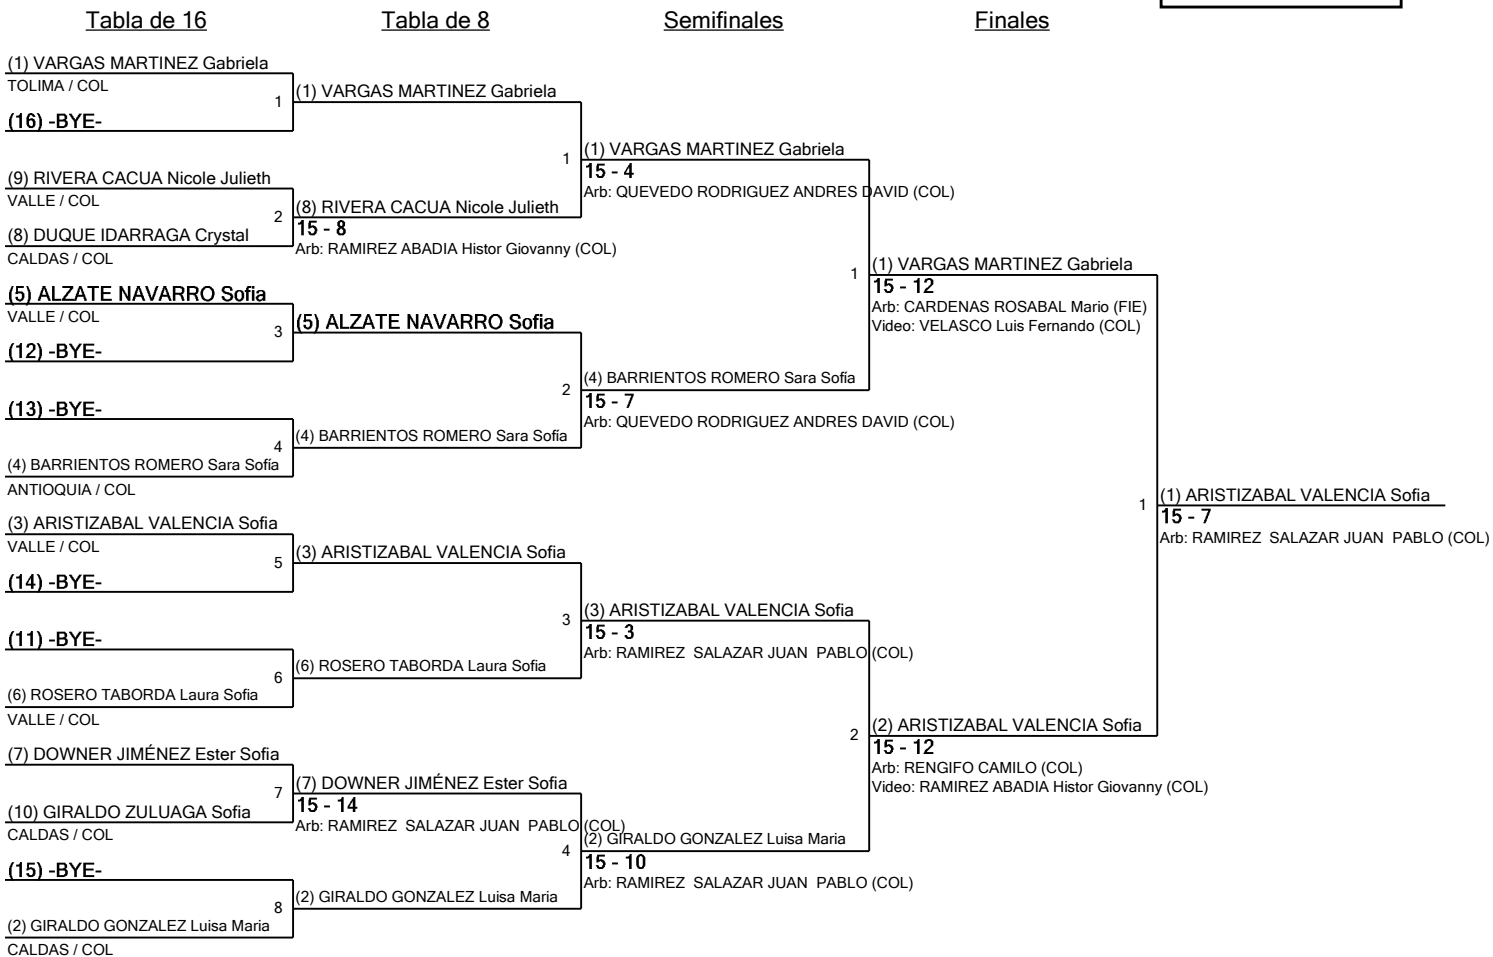 Tabla de 16
Tabla de 8
Semifinales
Finales
(1) VARGAS MARTINEZ Gabriela
TOLIMA / COL
1
(16) -BYE-
(9) RIVERA CACUA Nicole Julieth
VALLE / COL
2
(8) DUQUE IDARRAGA Crystal
CALDAS / COL
(5) ALZATE NAVARRO Sofia
VALLE / COL
3
(12) -BYE-
(13) -BYE-
4
(4) BARRIENTOS ROMERO Sara Sofía
ANTIOQUIA / COL
(3) ARISTIZABAL VALENCIA Sofia
VALLE / COL
5
(14) -BYE-
(11) -BYE-
6
(6) ROSERO TABORDA Laura Sofia
VALLE / COL
(7) DOWNER JIMÉNEZ Ester Sofia
7
(10) GIRALDO ZULUAGA Sofia
CALDAS / COL
(15) -BYE-
8
(2) GIRALDO GONZALEZ Luisa Maria
CALDAS / COL
(1) VARGAS MARTINEZ Gabriela
1
(8) RIVERA CACUA Nicole Julieth
15 - 8
Arb: RAMIREZ ABADIA Histor Giovanny (COL)
(5) ALZATE NAVARRO Sofia
2
(4) BARRIENTOS ROMERO Sara Sofía
(3) ARISTIZABAL VALENCIA Sofia
3
(6) ROSERO TABORDA Laura Sofia
(7) DOWNER JIMÉNEZ Ester Sofia
15 - 14
Arb: RAMIREZ SALAZAR JUAN PABLO (COL)
4
(2) GIRALDO GONZALEZ Luisa Maria
(1) VARGAS MARTINEZ Gabriela
15 - 4
Arb: QUEVEDO RODRIGUEZ ANDRES DAVID (COL)
1
(4) BARRIENTOS ROMERO Sara Sofía
15 - 7
Arb: QUEVEDO RODRIGUEZ ANDRES DAVID (COL)
(3) ARISTIZABAL VALENCIA Sofia
15 - 3
Arb: RAMIREZ SALAZAR JUAN PABLO (COL)
2
(2) GIRALDO GONZALEZ Luisa Maria
15 - 10
Arb: RAMIREZ SALAZAR JUAN PABLO (COL)
(1) VARGAS MARTINEZ Gabriela
15 - 12
Arb: CARDENAS ROSABAL Mario (FIE)
Video: VELASCO Luis Fernando (COL)
1
(2) ARISTIZABAL VALENCIA Sofia
15 - 12
Arb: RENGIFO CAMILO (COL)
Video: RAMIREZ ABADIA Histor Giovanny (COL)
(1) ARISTIZABAL VALENCIA Sofia
15 - 7
Arb: RAMIREZ SALAZAR JUAN PABLO (COL)